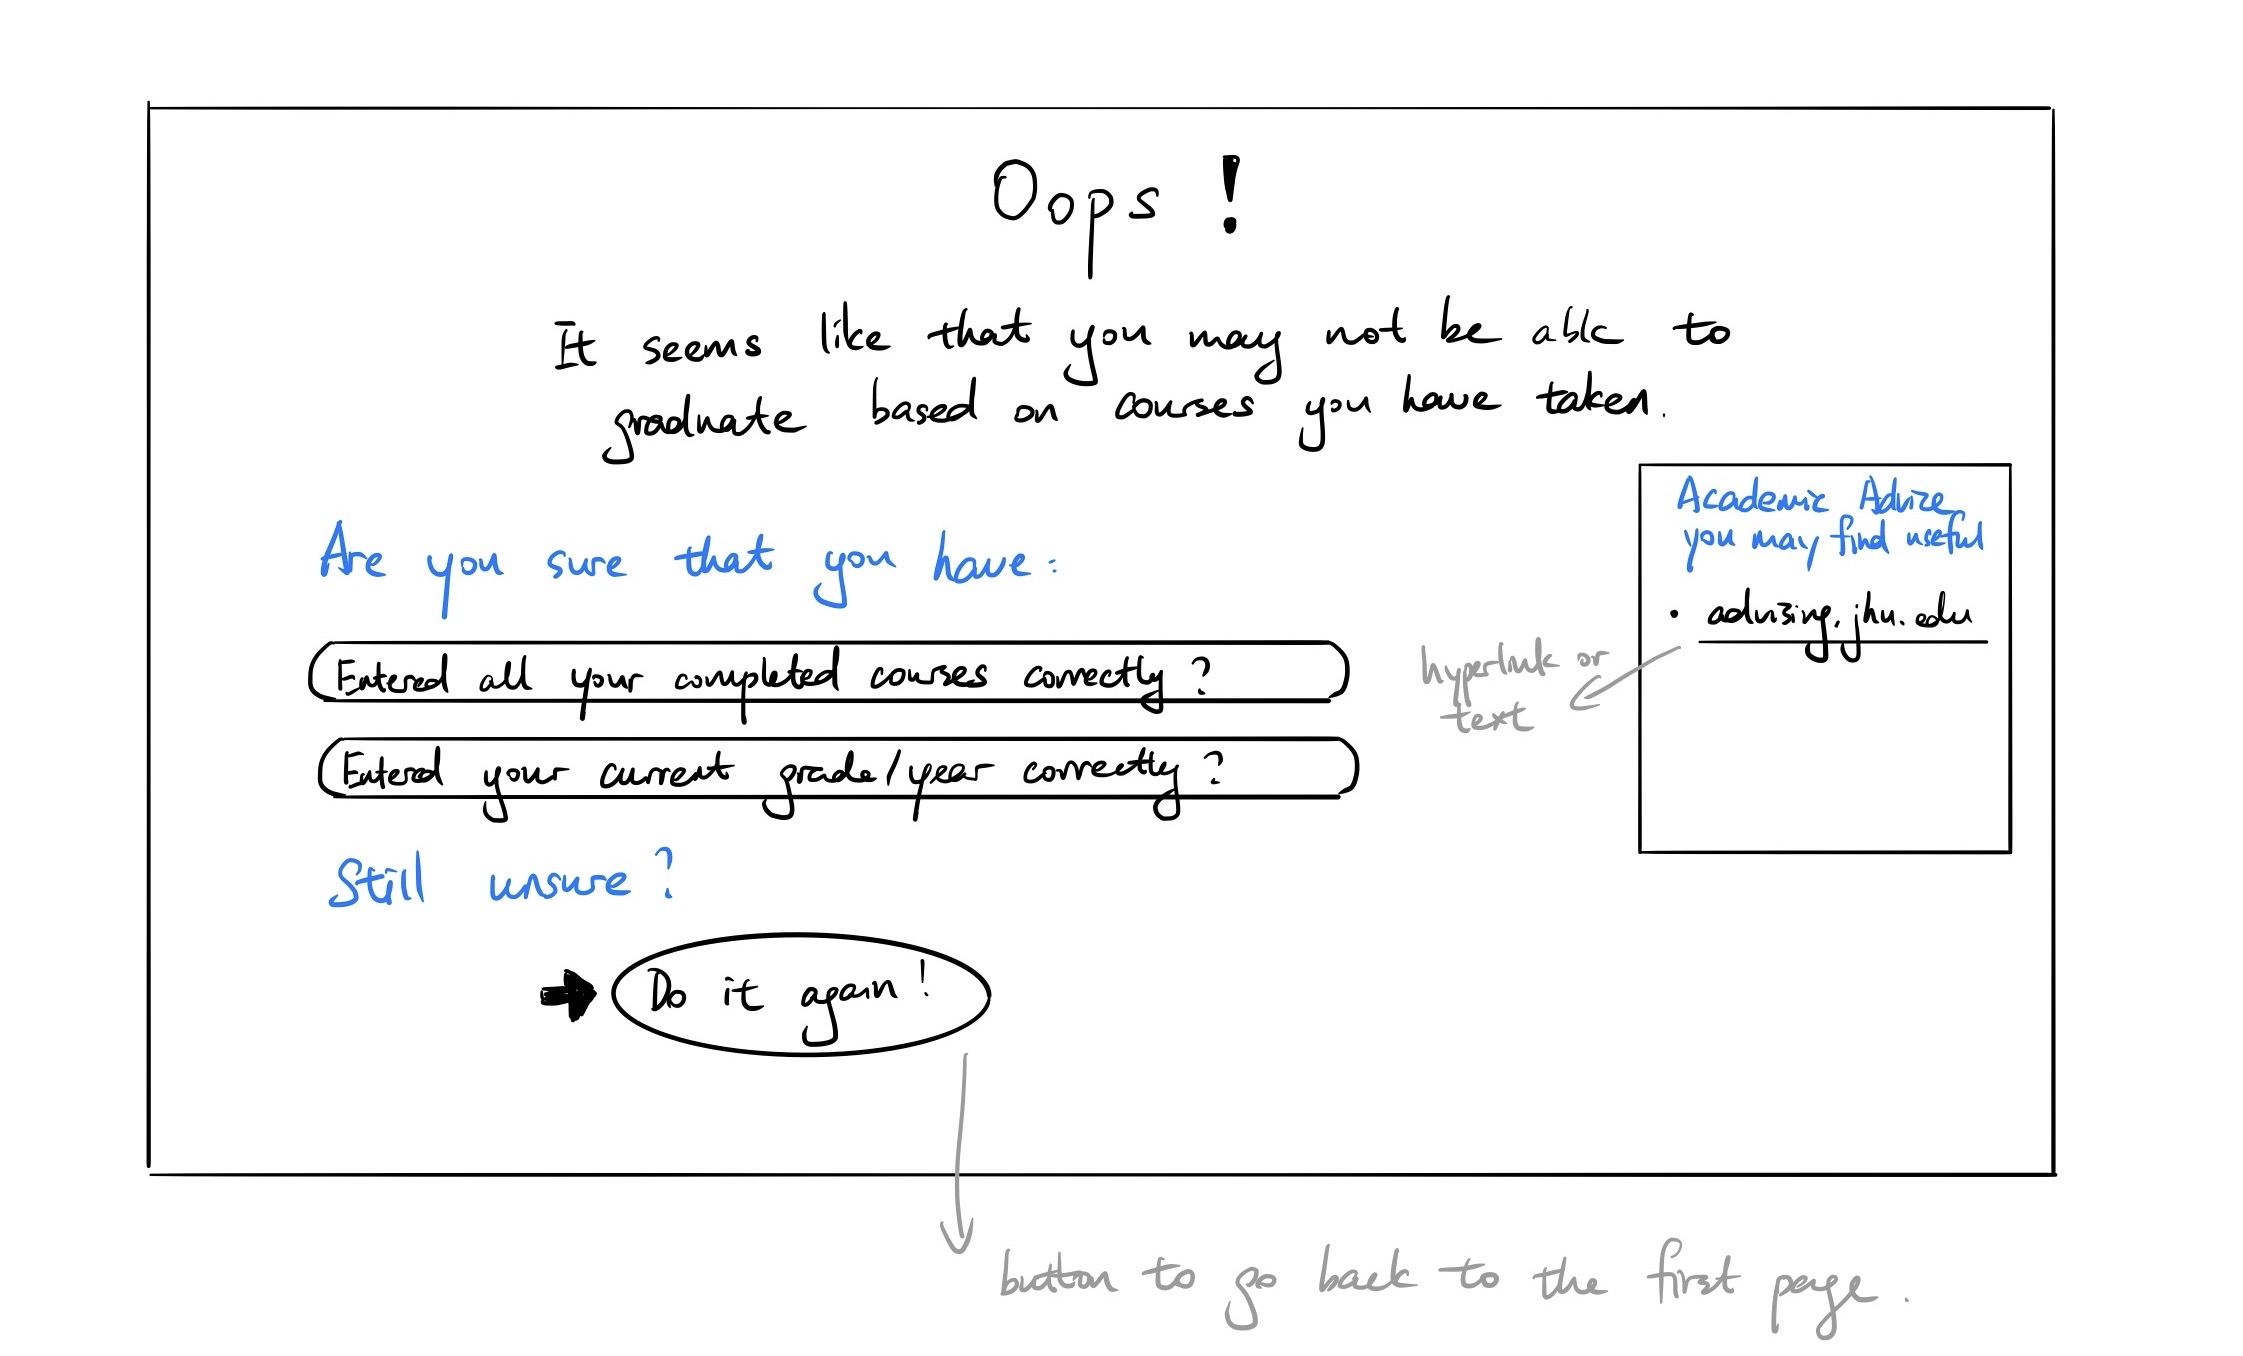 Oops !
It seems like that you may not be able to
graduate based on courses you have taken.
Are you sure that you have:
Entered all your completed courses correctly ?
Entered your current grade/year correctly ?
Still unsure ?
Do it again !
Academic Advize
you may find useful
• advising.jhu.edu
hyperlink or
text
button to go back to the first page.